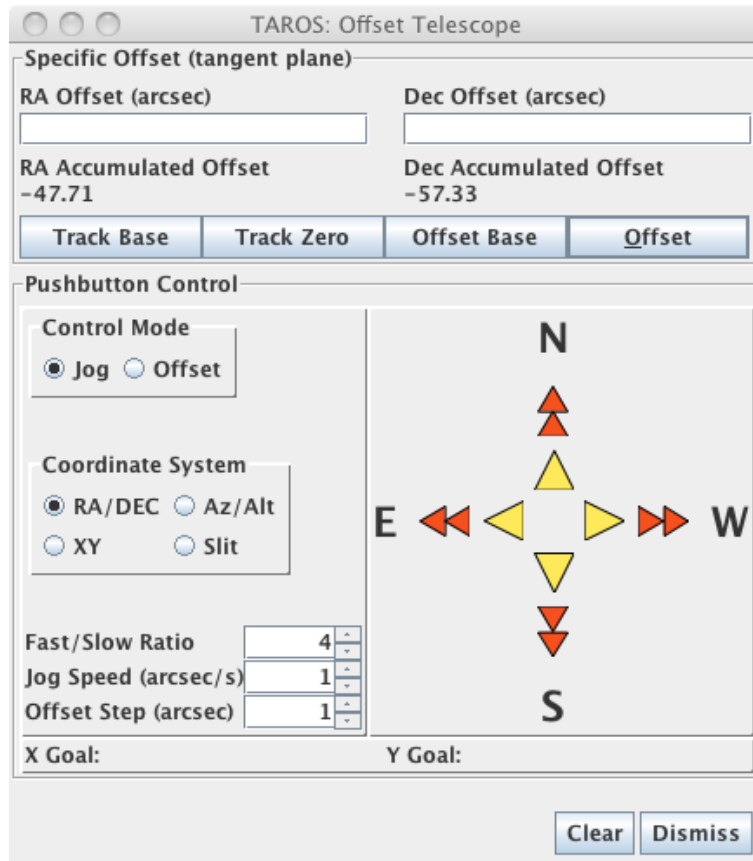 TAROS: Offset Telescope
Specific Offset (tangent plane)
RA Offset (arcsec) Dec Offset (arcsec)
RA Accumulated Offset Dec Accumulated Offset
-47.71 -57.33
Track Base Track Zero Offset Base Offset
Pushbutton Control
Control Mode
Jog Offset
Coordinate System
RA/DEC Az/Alt
XY Slit
Fast/Slow Ratio 4
Jog Speed (arcsec/s) 1
Offset Step (arcsec) 1
N
E W
S
X Goal: Y Goal:
Clear Dismiss